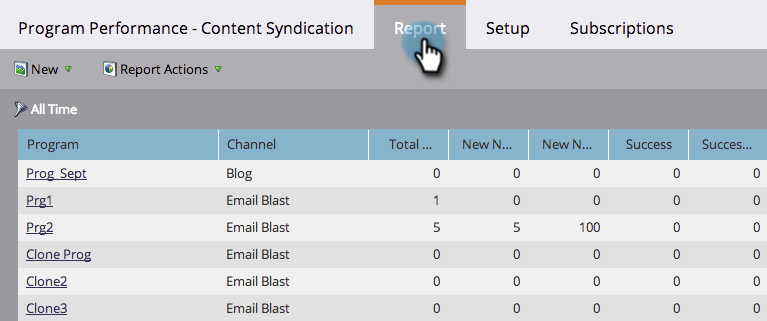 Program Performance - Content Syndication Report Setup Subscriptions
New Report Actions
All Time
Program Channel Total ... New N... New N... Success Succes...
Prog_Sept Blog 0 0 0 0 0
Prg1 Email Blast 1 0 0 0 0
Prg2 Email Blast 5 5 100 0 0
Clone Prog Email Blast 0 0 0 0 0
Clone2 Email Blast 0 0 0 0 0
Clone3 Email Blast 0 0 0 0 0